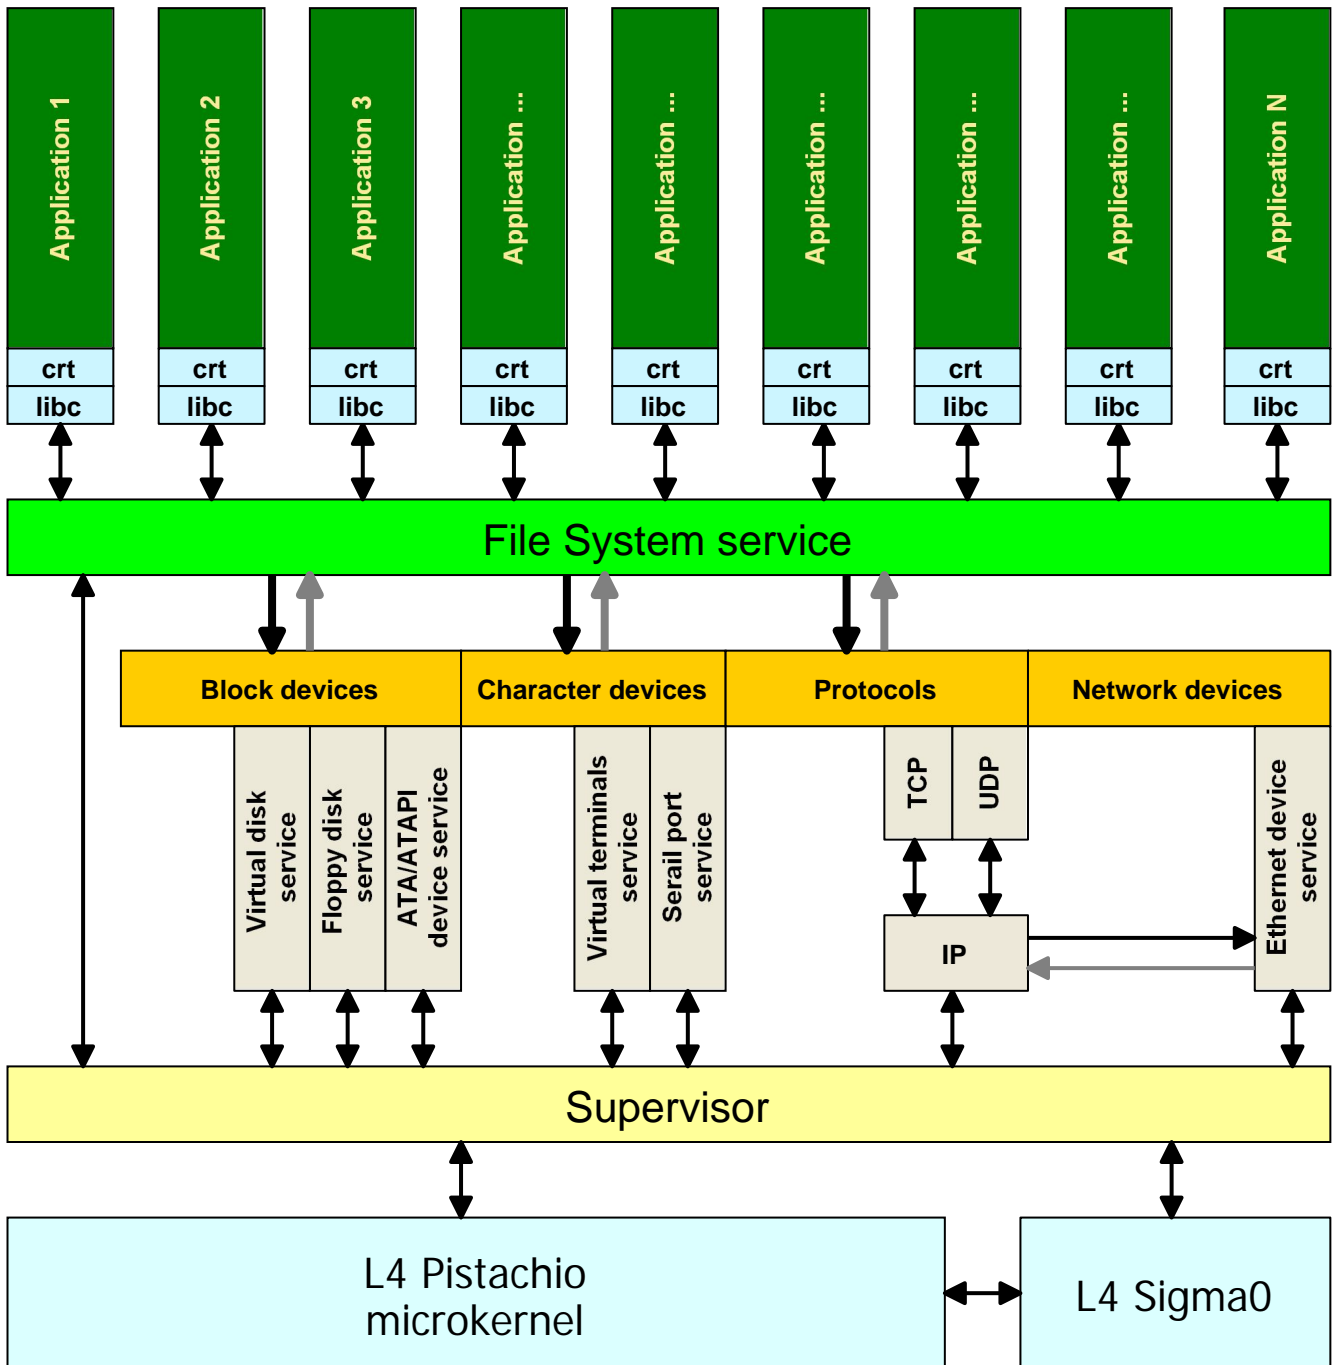 Application 1
Application 2
Application 3
Application ...
Application ...
Application ...
Application ...
Application ...
Application N
crt
crt
crt
crt
crt
crt
crt
crt
crt
libc
libc
libc
libc
libc
libc
libc
libc
libc
File System service
Block devices
Character devices
Protocols
Network devices
Virtual disk
service
Floppy disk
service
ATA/ATAPI
device service
Virtual terminals
service
Serail port
service
TCP
UDP
IP
Ethernet device
service
Supervisor
L4 Pistachio
microkernel
L4 Sigma0